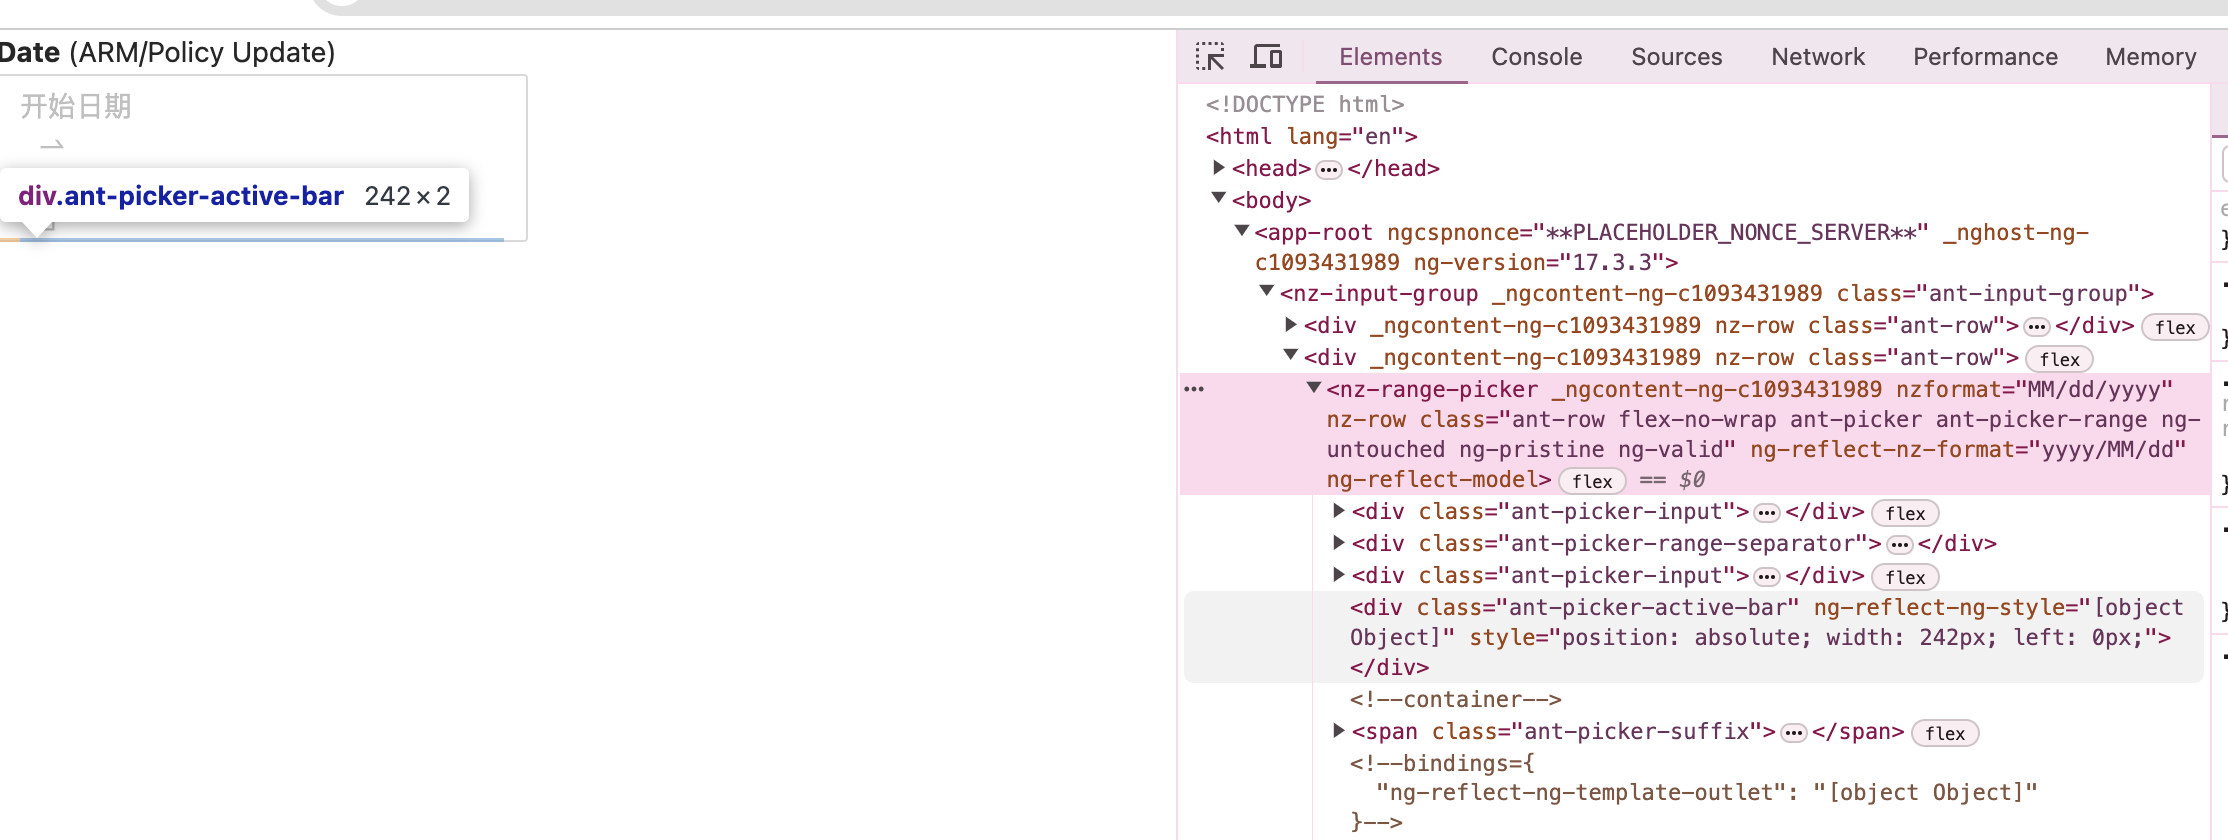 Date (ARM/Policy Update)
开始日期
→
div.ant-picker-active-bar 242×2
Elements Console Sources Network Performance Memory
<!DOCTYPE html>
<html lang="en">
<head>…</head>
<body>
<app-root ngcspnonce="**PLACEHOLDER_NONCE_SERVER**" _nghost-ng-
c1093431989 ng-version="17.3.3">
<nz-input-group _ngcontent-ng-c1093431989 class="ant-input-group">
<div _ngcontent-ng-c1093431989 nz-row class="ant-row">…</div> flex
<div _ngcontent-ng-c1093431989 nz-row class="ant-row"> flex
… <nz-range-picker _ngcontent-ng-c1093431989 nzformat="MM/dd/yyyy"
nz-row class="ant-row flex-no-wrap ant-picker ant-picker-range ng-
untouched ng-pristine ng-valid" ng-reflect-nz-format="yyyy/MM/dd"
ng-reflect-model> flex == $0
<div class="ant-picker-input">…</div> flex
<div class="ant-picker-range-separator">…</div>
<div class="ant-picker-input">…</div> flex
<div class="ant-picker-active-bar" ng-reflect-ng-style="[object
Object]" style="position: absolute; width: 242px; left: 0px;">
</div>
<!--container-->
<span class="ant-picker-suffix">…</span> flex
<!--bindings={
"ng-reflect-ng-template-outlet": "[object Object]"
}-->